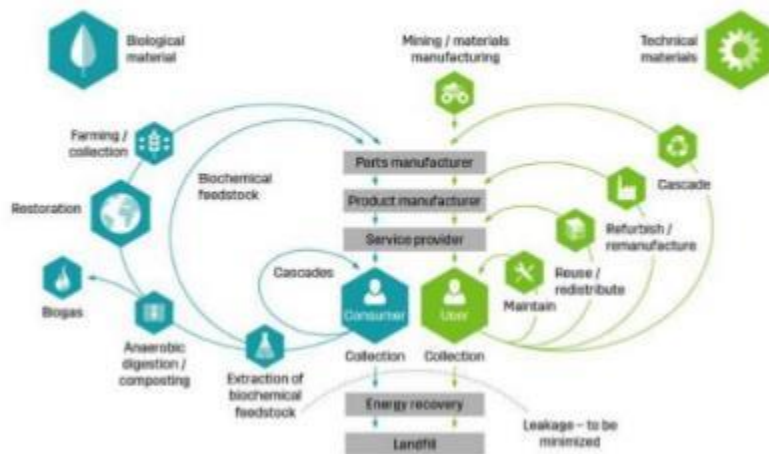 Biological
material
Mining / materials
manufacturing
Technical
materials
Farming /
collection
Biochemical
feedstock
Parts manufacturer
Cascade
Restoration
Product manufacturer
Refurbish /
remanufacture
Service provider
Cascades
Reuse /
redistribute
Biogas
Consumer
User
Maintain
Anaerobic
digestion /
composting
Collection
Collection
Extraction of
biochemical
feedstock
Energy recovery
Leakage – to be
minimized
Landfill